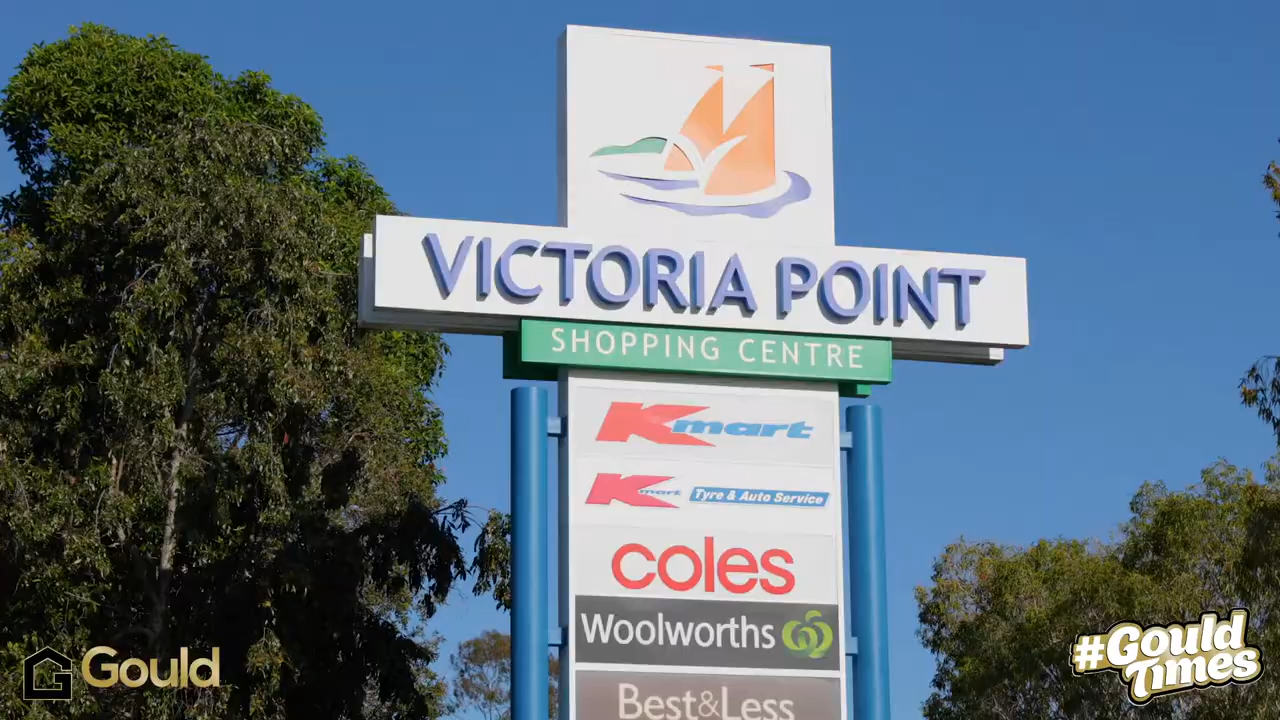 VICTORIA POINT
SHOPPING CENTRE
Kmart
Kmart Tyre & Auto Service
coles
Woolworths
Best&Less
G Gould
#Gould
Times